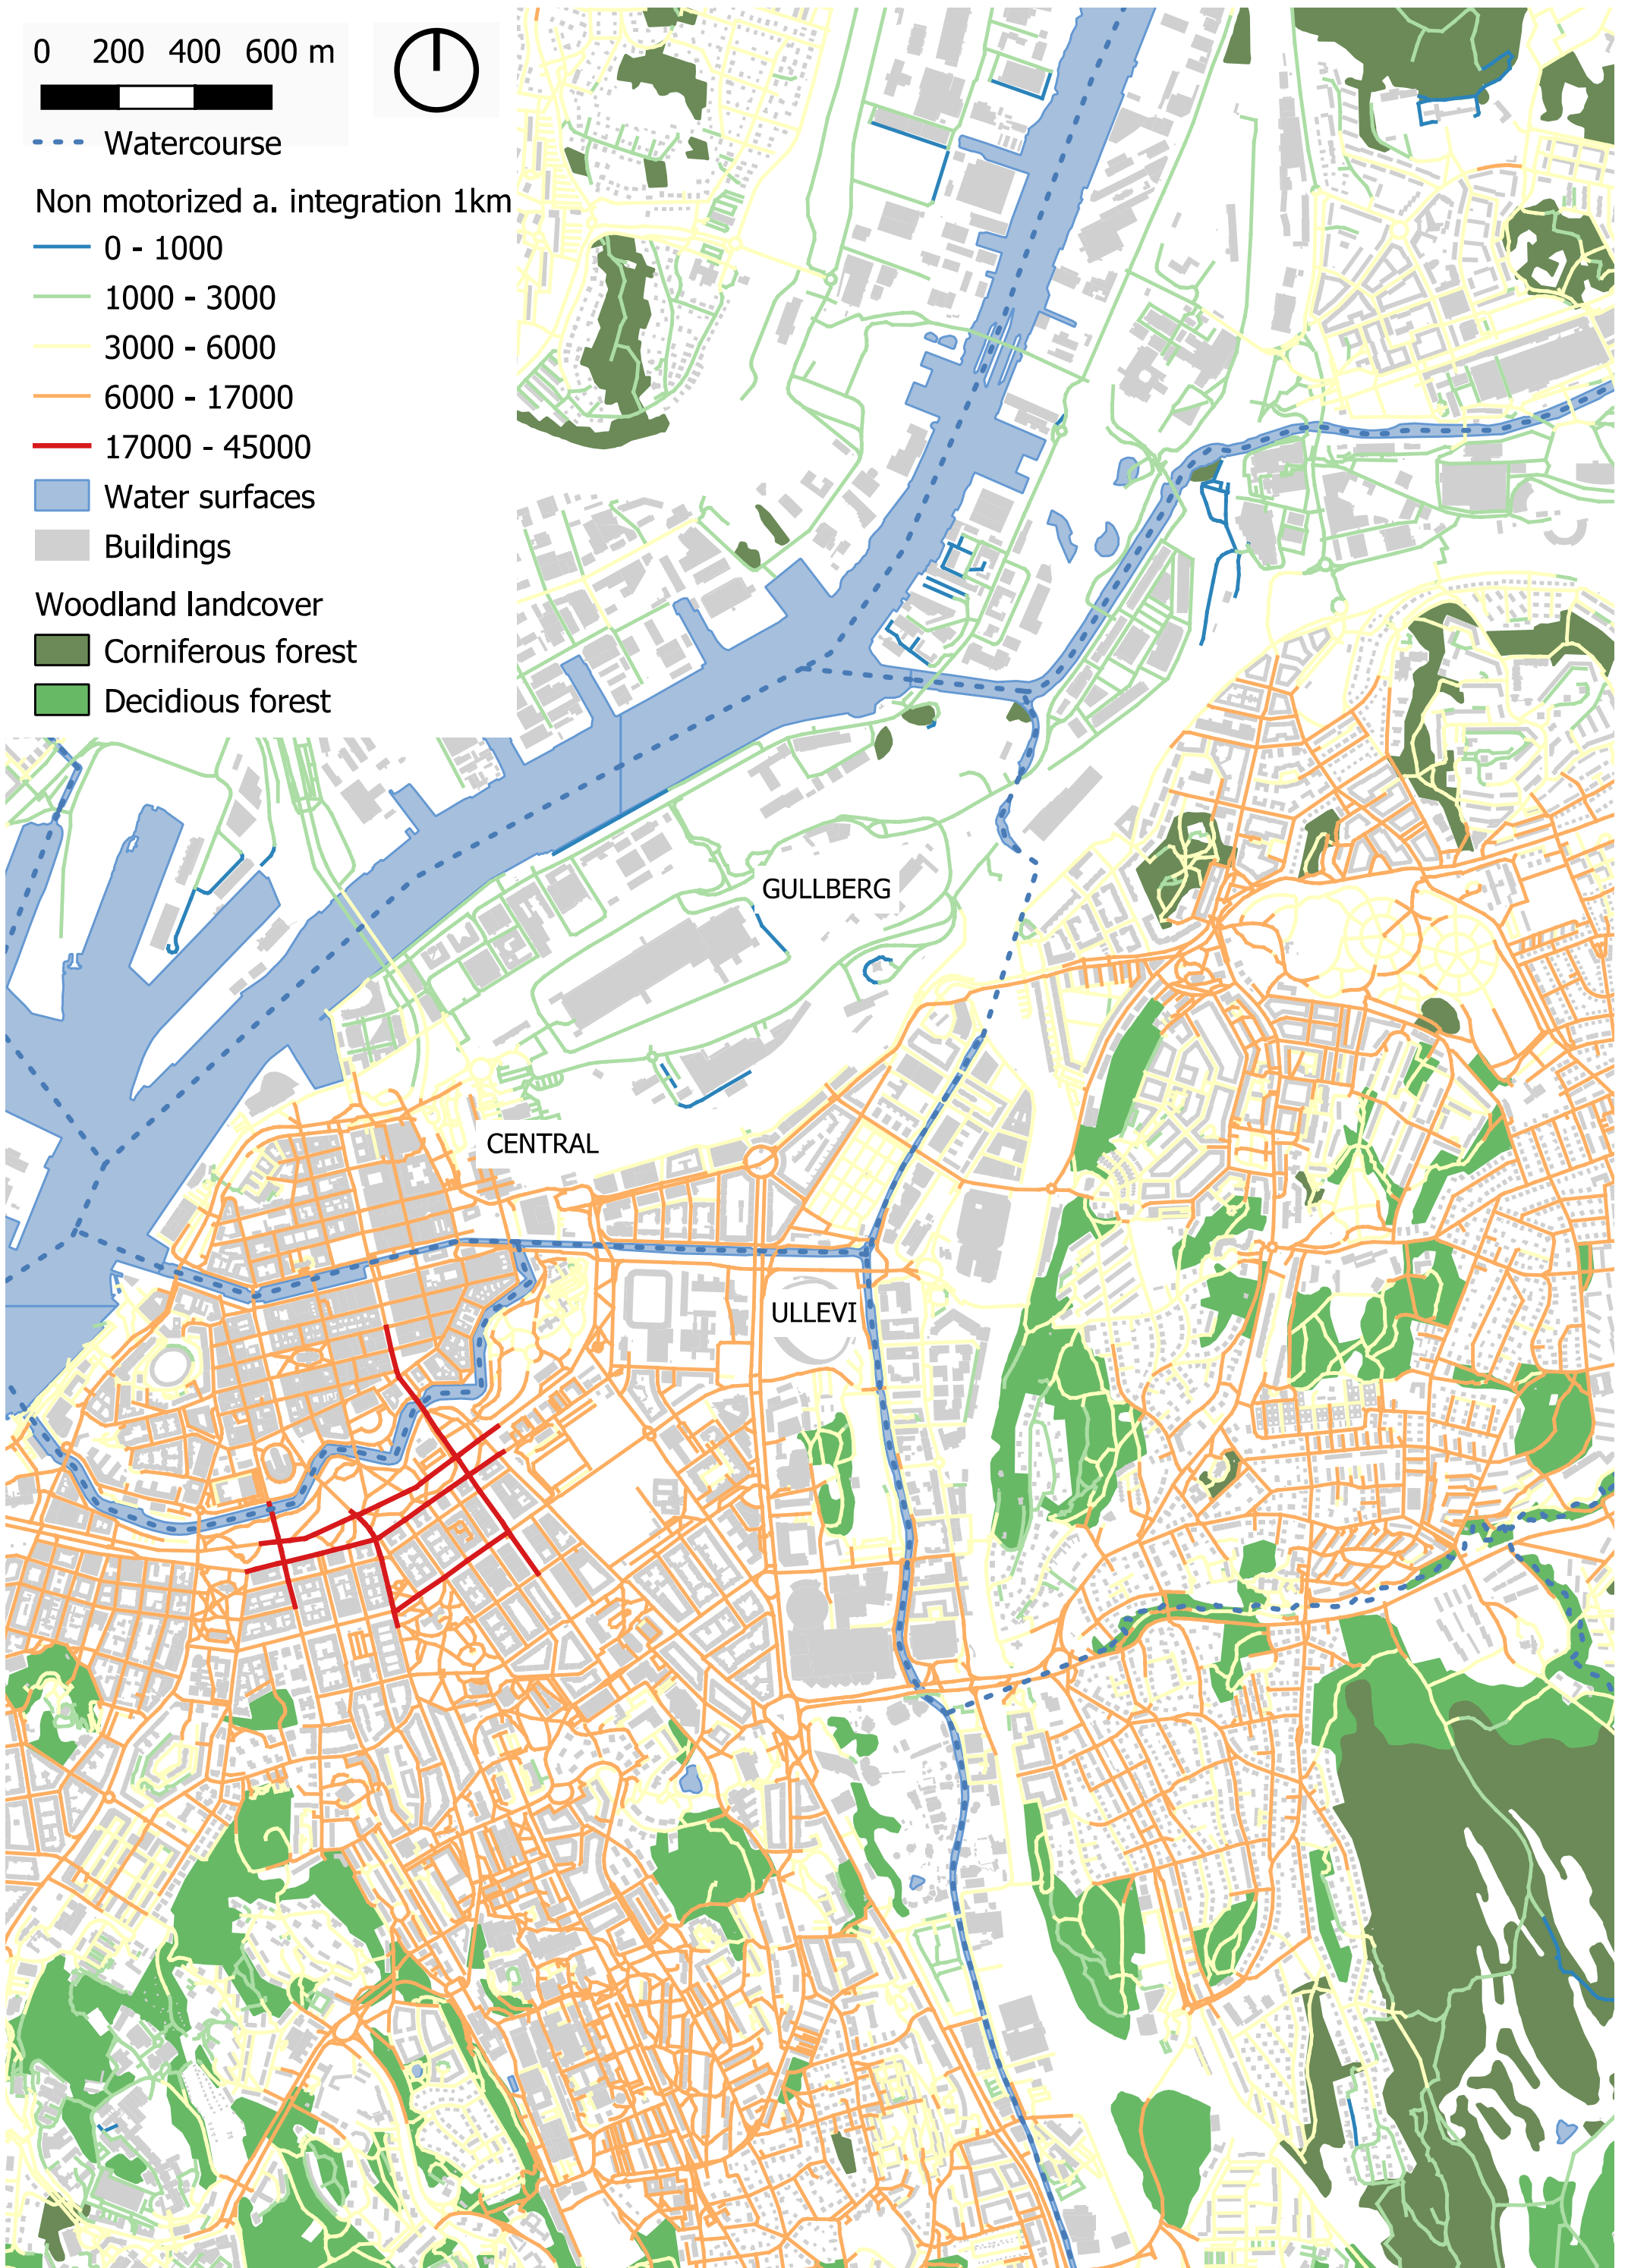 0 200 400 600 m
Watercourse
Non motorized a. integration 1km
0 - 1000
1000 - 3000
3000 - 6000
6000 - 17000
17000 - 45000
Water surfaces
Buildings
Woodland landcover
Corniferous forest
Decidious forest
GULLBERG
CENTRAL
ULLEVI